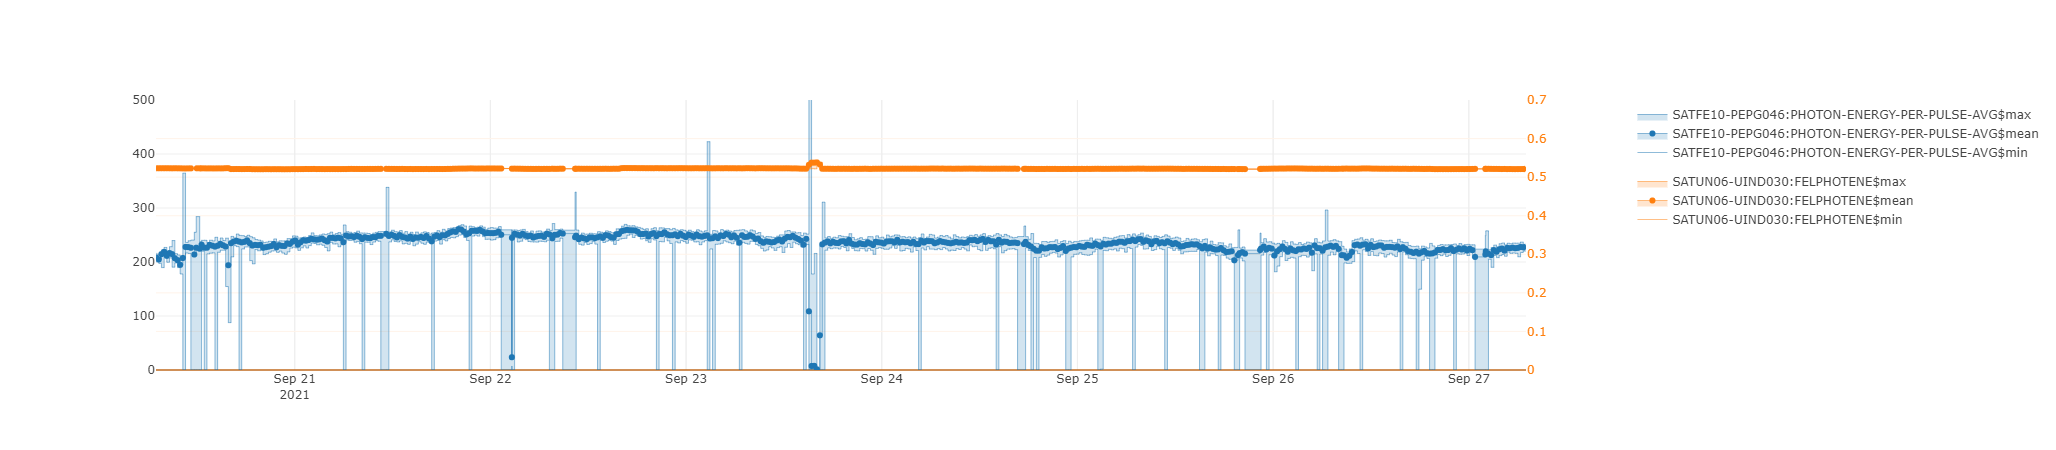 500
400
300
200
100
0
0.7
0.6
0.5
0.4
0.3
0.2
0.1
0
Sep 21
2021
Sep 22
Sep 23
Sep 24
Sep 25
Sep 26
Sep 27
SATFE10-PEPG046:PHOTON-ENERGY-PER-PULSE-AVG$max
SATFE10-PEPG046:PHOTON-ENERGY-PER-PULSE-AVG$mean
SATFE10-PEPG046:PHOTON-ENERGY-PER-PULSE-AVG$min
SATUN06-UIND030:FELPHOTENE$max
SATUN06-UIND030:FELPHOTENE$mean
SATUN06-UIND030:FELPHOTENE$min